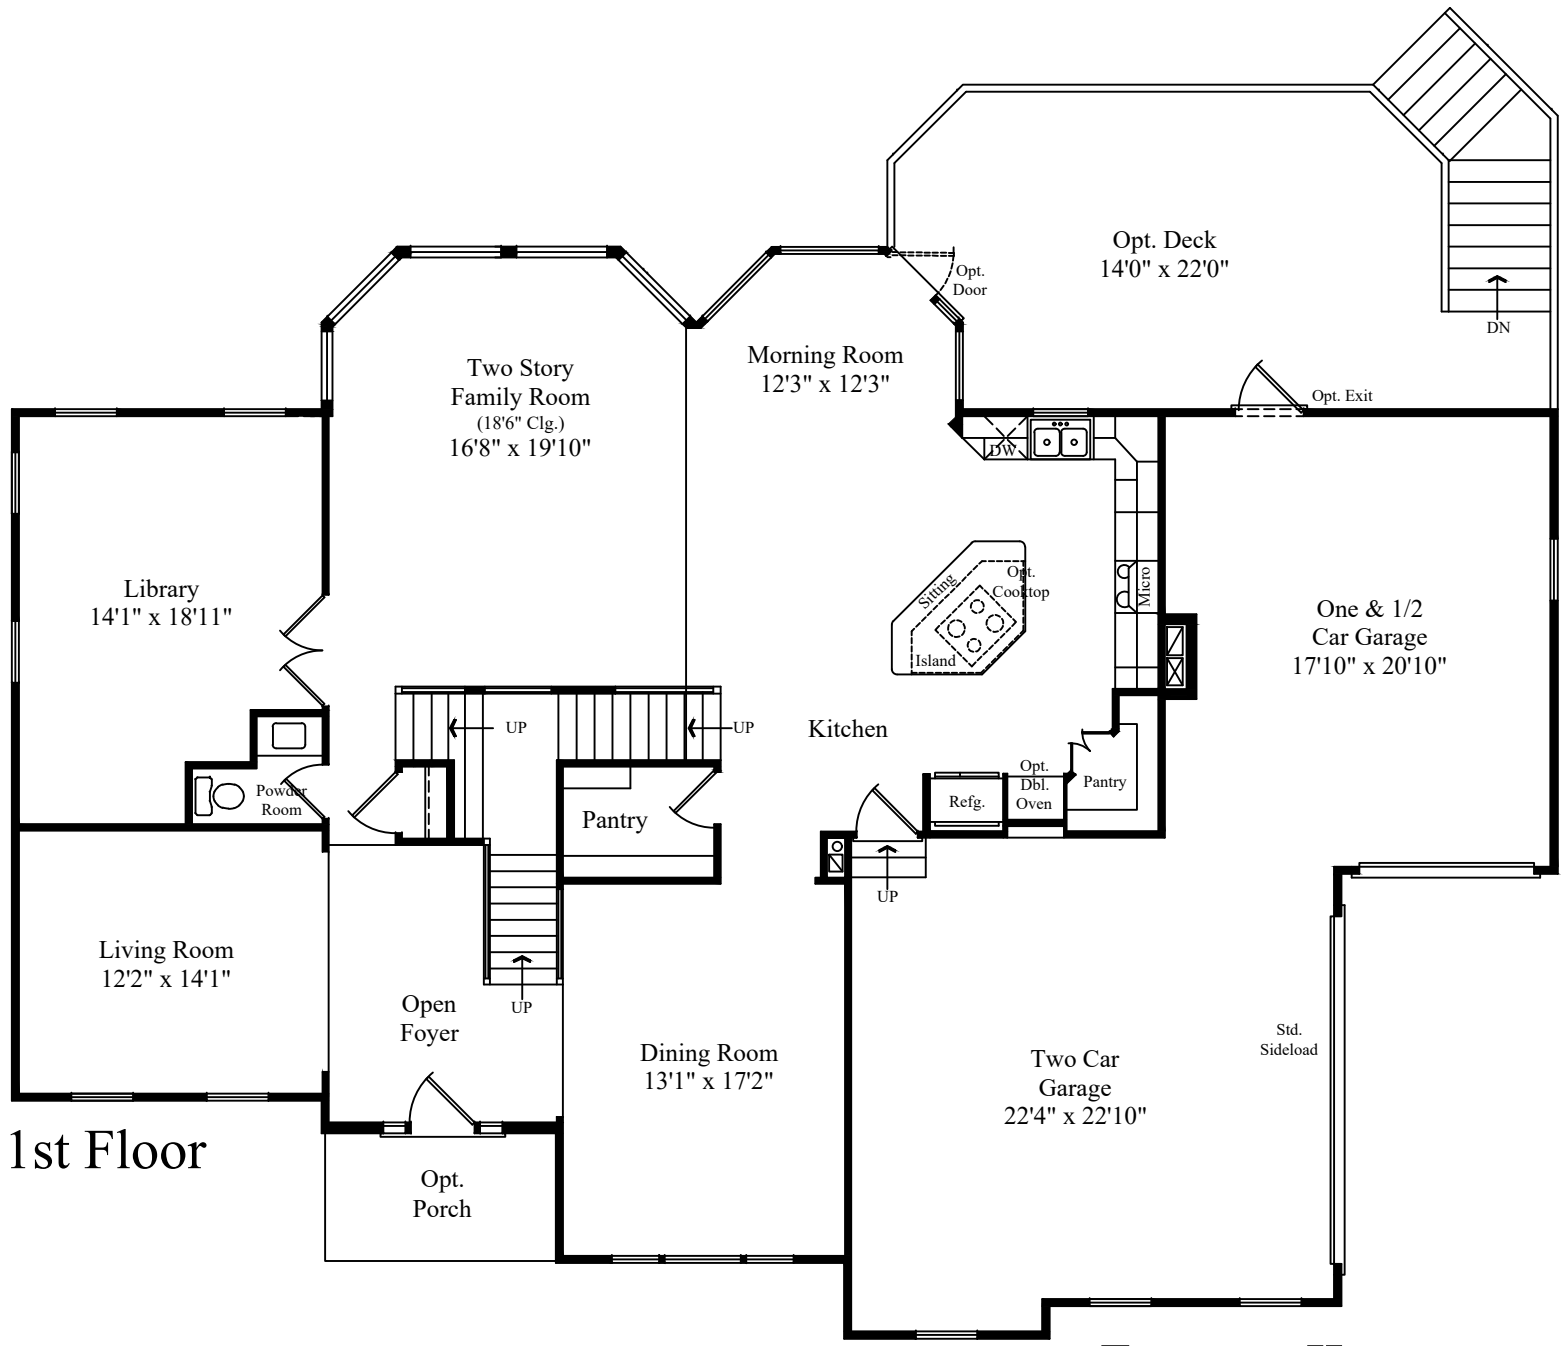 Opt. Deck
14'0" x 22'0"
Opt.
Door
DN
Two Story
Family Room
(18'6" Clg.)
16'8" x 19'10"
Morning Room
12'3" x 12'3"
Opt. Exit
DW
Library
14'1" x 18'11"
Sitting
Opt.
Cooktop
Island
Micro
One & 1/2
Car Garage
17'10" x 20'10"
UP
UP
Kitchen
Powder
Room
Pantry
Refg.
Opt.
Dbl.
Oven
Pantry
UP
Living Room
12'2" x 14'1"
Open
Foyer
UP
Dining Room
13'1" x 17'2"
Two Car
Garage
22'4" x 22'10"
Std.
Sideload
1st Floor
Opt.
Porch